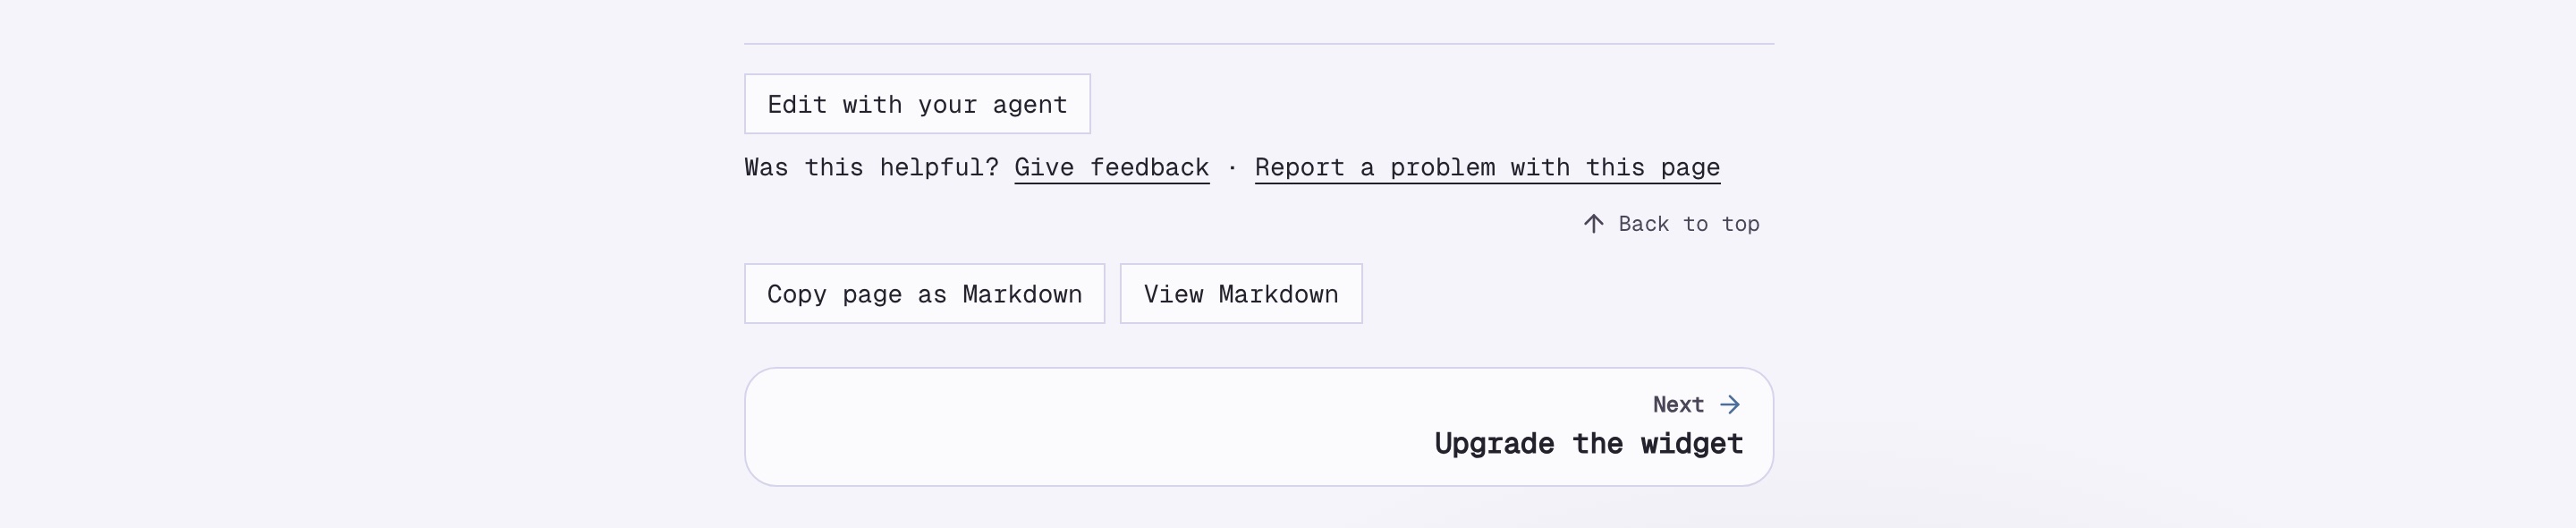 Edit with your agent
Was this helpful? Give feedback · Report a problem with this page
↑ Back to top
Copy page as Markdown
View Markdown
Next →
Upgrade the widget